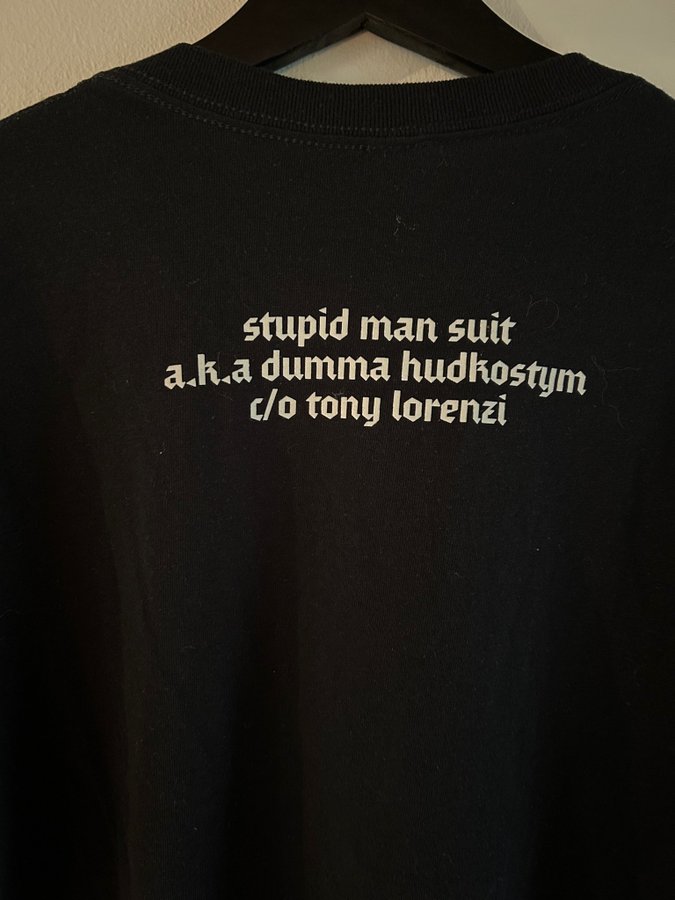 stupid man suit
a.k.a dumma hudkostym
c/o tony lorenzi